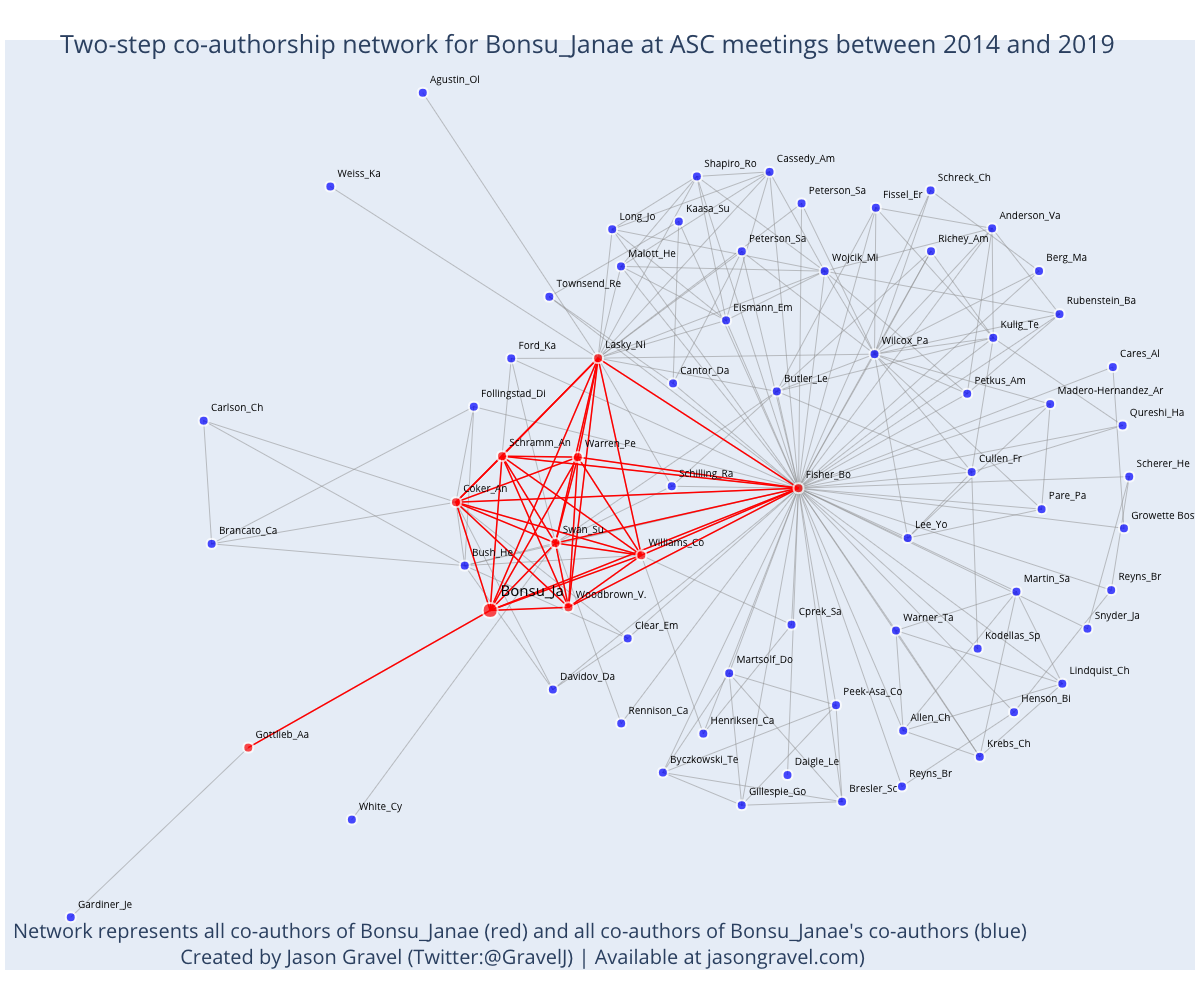 Two-step co-authorship network for Bonsu_Janae at ASC meetings between 2014 and 2019
Agustin_Ol
Weiss_Ka
Shapiro_Ro
Cassedy_Am
Peterson_Sa
Fissel_Er
Schreck_Ch
Kaasa_Su
Long_Jo
Anderson_Va
Peterson_Sa
Richey_Am
Malott_He
Wojcik_Mi
Berg_Ma
Townsend_Re
Eismann_Em
Rubenstein_Ba
Kulig_Te
Ford_Ka
Lasky_Ni
Wilcox_Pa
Cares_Al
Cantor_Da
Butler_Le
Petkus_Am
Madero-Hernandez_Ar
Follingstad_Di
Carlson_Ch
Qureshi_Ha
Schramm_An
Warren_Pe
Cullen_Fr
Scherer_He
Schilling_Ra
Fisher_Bo
Coker_An
Pare_Pa
Growette Bos
Lee_Yo
Brancato_Ca
Swan_Su
Williams_Co
Bush_He
Martin_Sa
Reyns_Br
Bonsu_Ja
Woodbrown_V.
Cprek_Sa
Snyder_Ja
Clear_Em
Warner_Ta
Kodellas_Sp
Martsolf_Do
Lindquist_Ch
Davidov_Da
Peek-Asa_Co
Henson_Bi
Rennison_Ca
Henriksen_Ca
Allen_Ch
Gottlieb_Aa
Krebs_Ch
Byczkowski_Te
Daigle_Le
Reyns_Br
Gillespie_Go
Bresler_Sc
White_Cy
Gardiner_Je
Network represents all co-authors of Bonsu_Janae (red) and all co-authors of Bonsu_Janae's co-authors (blue)
Created by Jason Gravel (Twitter:@GravelJ) | Available at jasongravel.com)